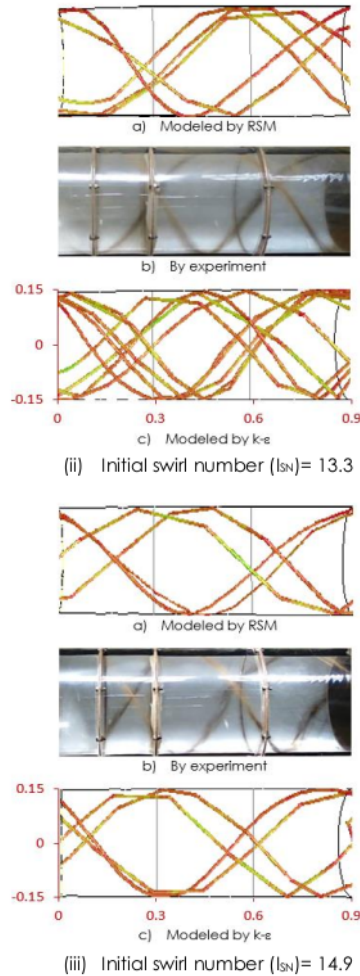 a) Modeled by RSM
b) By experiment
0.15
0
-0.15
0 0.3 0.6 0.9
c) Modeled by k-ε
(ii) Initial swirl number (ISN)= 13.3
a) Modeled by RSM
b) By experiment
0.15
0
-0.15
0 0.3 0.6 0.9
c) Modeled by k-ε
(iii) Initial swirl number (ISN)= 14.9